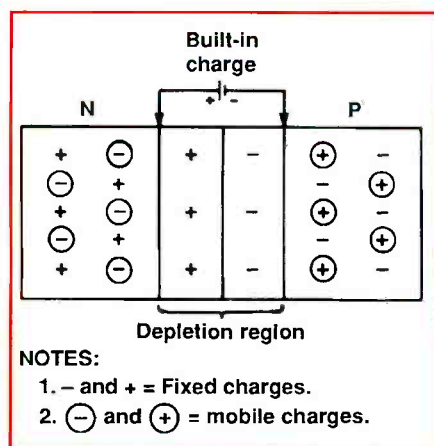 Built-in
charge
+ -
N P
+ ⊖ + - ⊕ -
⊖ + - ⊕
+ ⊖ + - ⊕ -
⊖ + - ⊕
+ ⊖ + - ⊕ -
Depletion region
NOTES:
1. - and + = Fixed charges.
2. ⊖ and ⊕ = mobile charges.